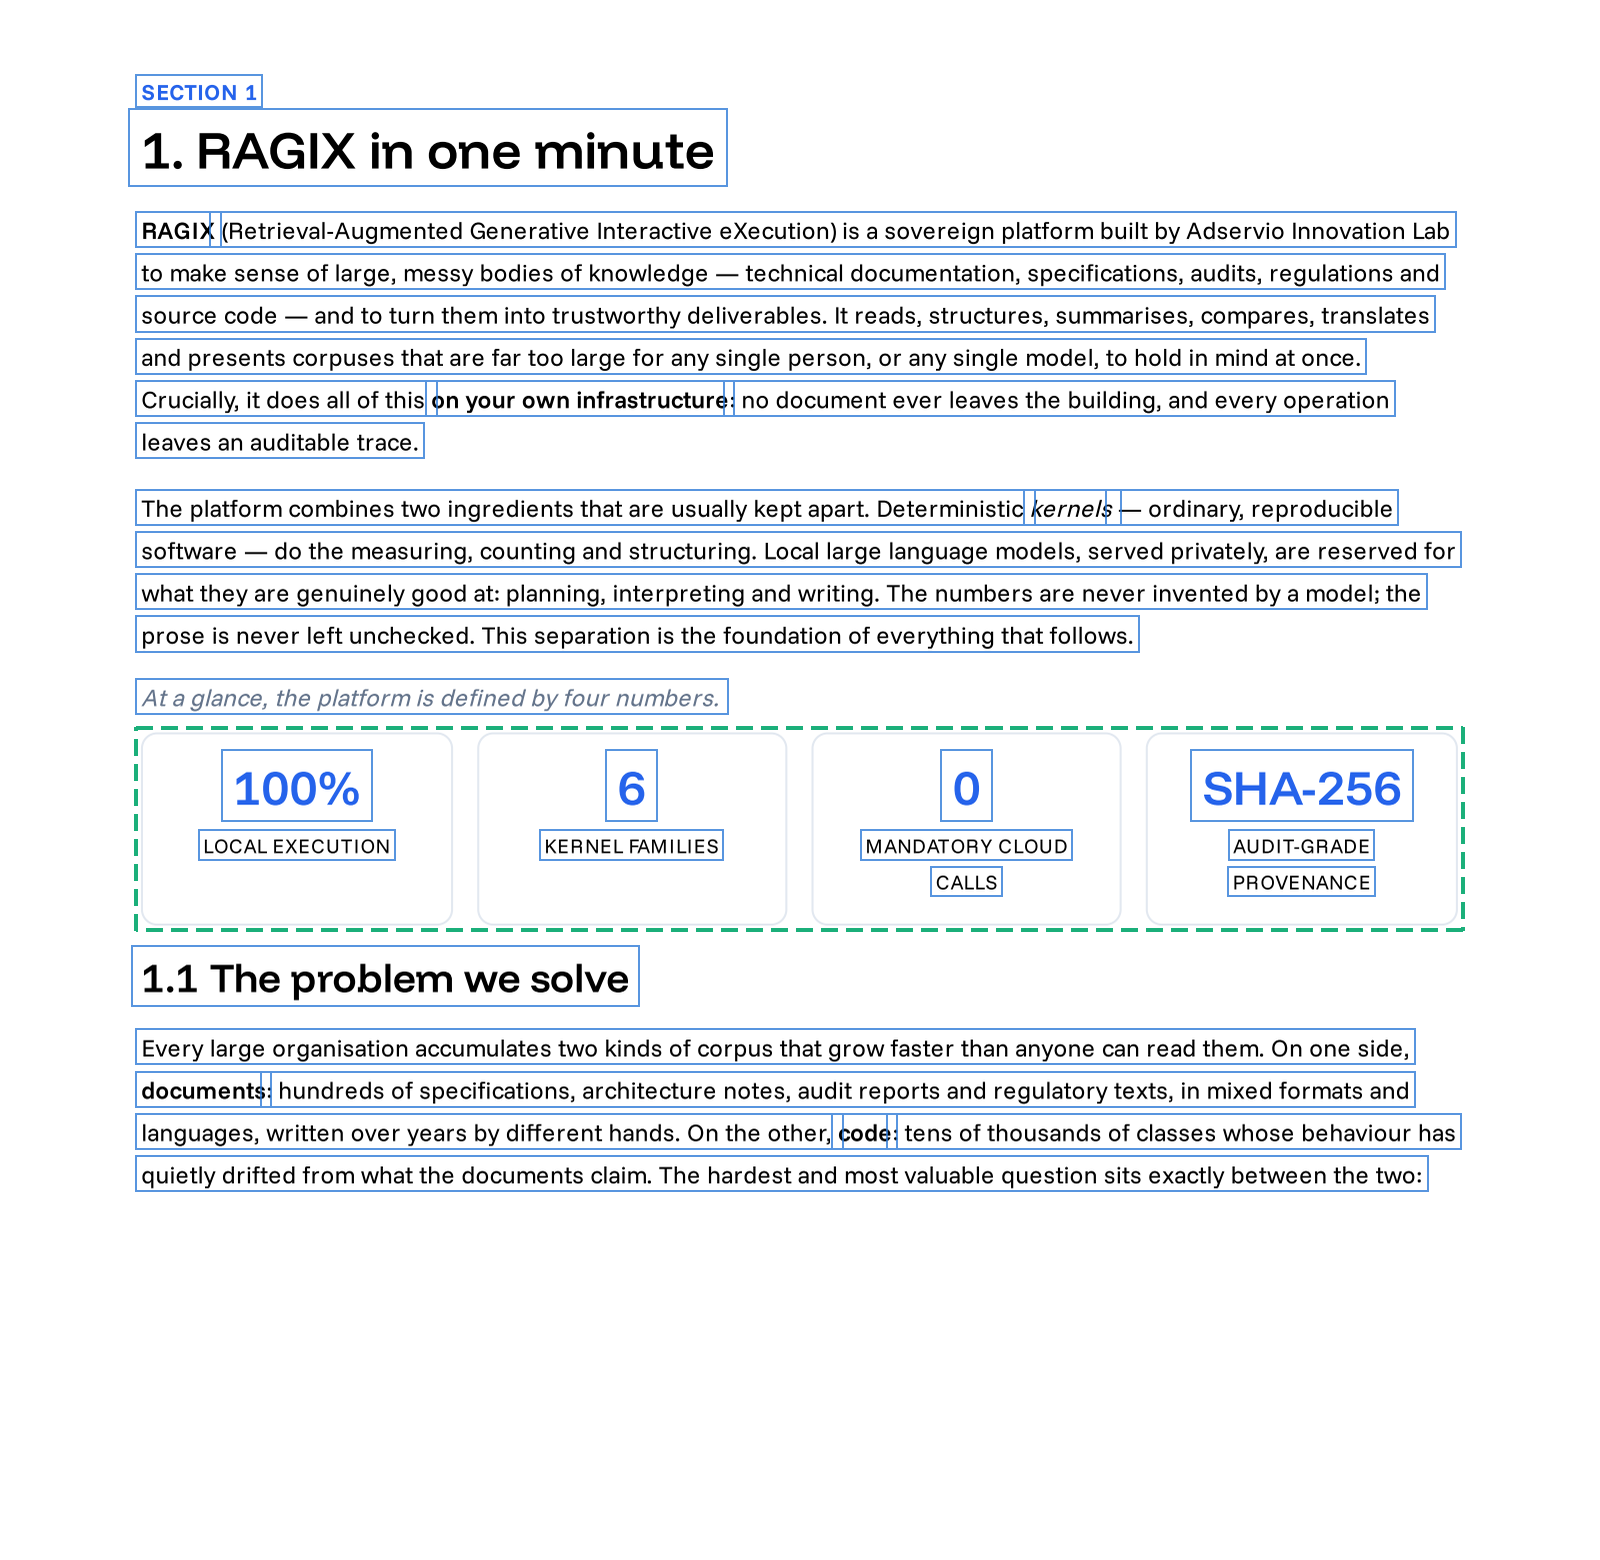 SECTION 1
1. RAGIX in one minute
RAGIX (Retrieval-Augmented Generative Interactive eXecution) is a sovereign platform built by Adservio Innovation Lab
to make sense of large, messy bodies of knowledge — technical documentation, specifications, audits, regulations and
source code — and to turn them into trustworthy deliverables. It reads, structures, summarises, compares, translates
and presents corpuses that are far too large for any single person, or any single model, to hold in mind at once.
Crucially, it does all of this on your own infrastructure: no document ever leaves the building, and every operation
leaves an auditable trace.
The platform combines two ingredients that are usually kept apart. Deterministic kernels — ordinary, reproducible
software — do the measuring, counting and structuring. Local large language models, served privately, are reserved for
what they are genuinely good at: planning, interpreting and writing. The numbers are never invented by a model; the
prose is never left unchecked. This separation is the foundation of everything that follows.
At a glance, the platform is defined by four numbers.
100%
LOCAL EXECUTION
6
KERNEL FAMILIES
0
MANDATORY CLOUD
CALLS
SHA-256
AUDIT-GRADE
PROVENANCE
1.1 The problem we solve
Every large organisation accumulates two kinds of corpus that grow faster than anyone can read them. On one side,
documents: hundreds of specifications, architecture notes, audit reports and regulatory texts, in mixed formats and
languages, written over years by different hands. On the other, code: tens of thousands of classes whose behaviour has
quietly drifted from what the documents claim. The hardest and most valuable question sits exactly between the two: